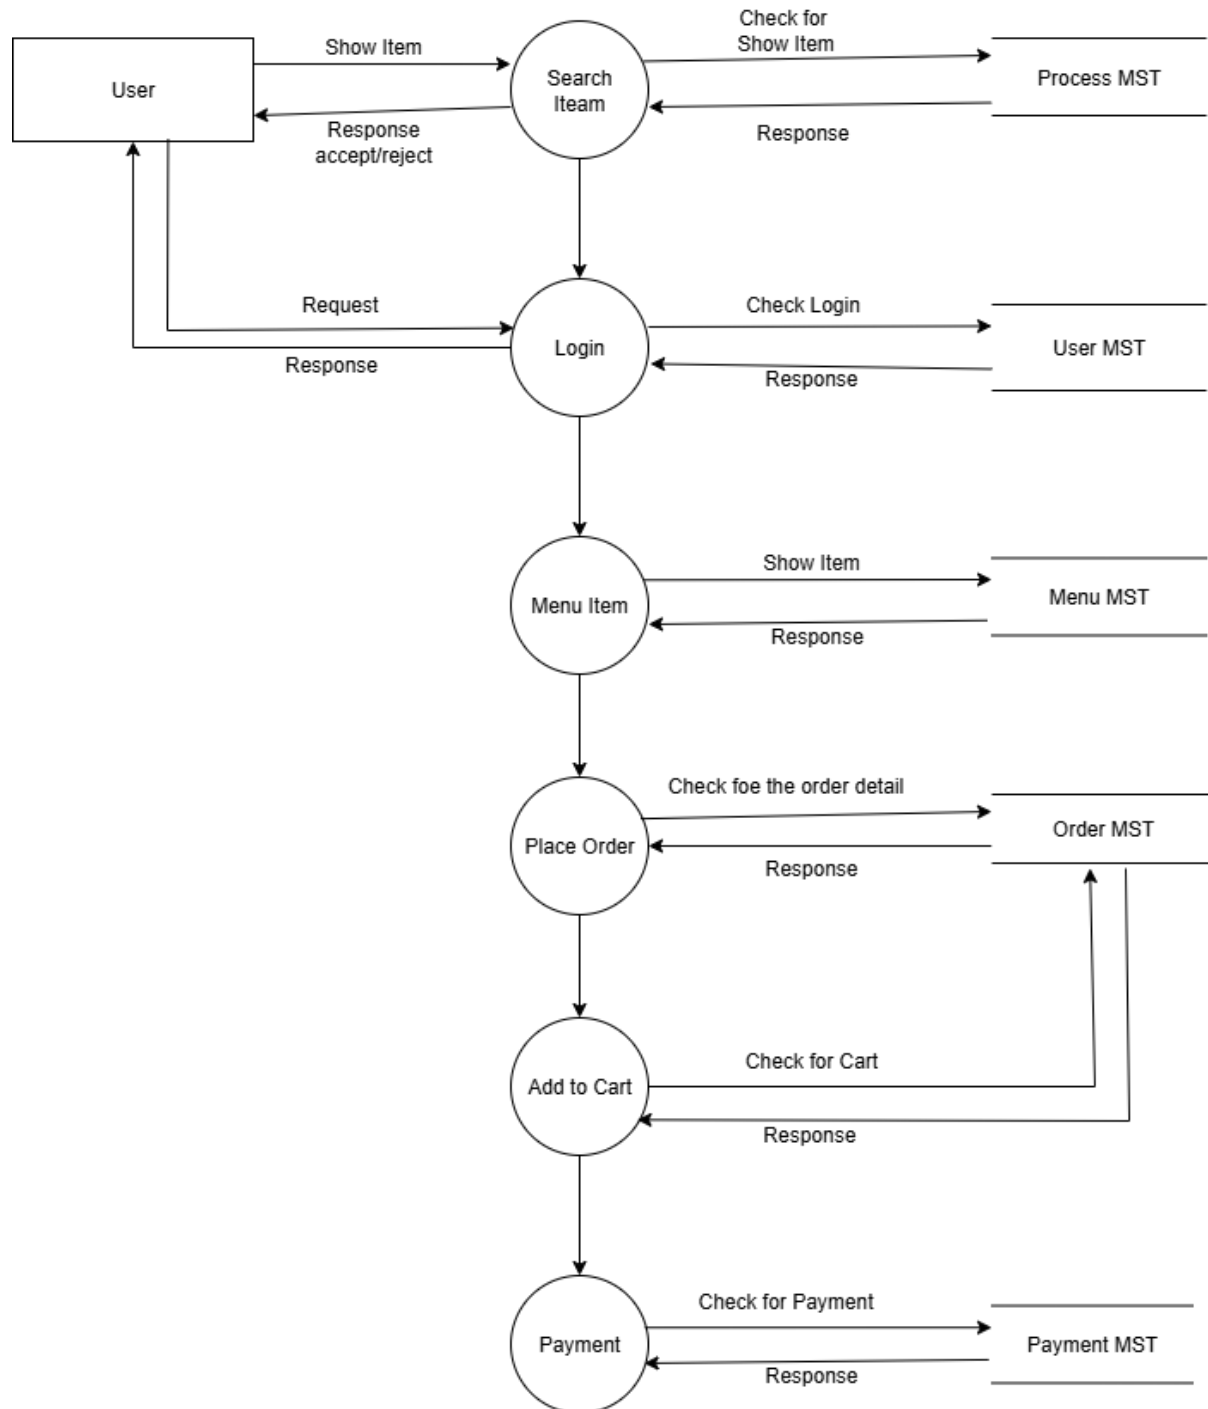 Check for
Show Item
Show Item
User
Search
Iteam
Process MST
Response
accept/reject
Response
Request
Check Login
Login
User MST
Response
Response
Show Item
Menu Item
Menu MST
Response
Check foe the order detail
Place Order
Order MST
Response
Check for Cart
Add to Cart
Response
Check for Payment
Payment
Payment MST
Response